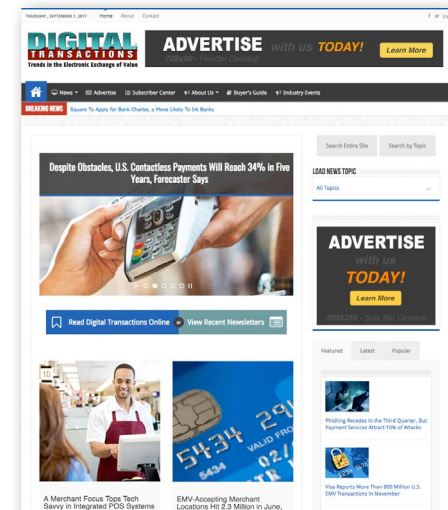 THURSDAY, SEPTEMBER 7, 2017 Home About Contact
DIGITAL
TRANSACTIONS
Trends in the Electronic Exchange of Value
ADVERTISE with us TODAY!
728x90 - Header Desktop
Learn More
News Advertise Subscriber Center About Us Buyer's Guide Industry Events
BREAKING NEWS Square To Apply for Bank Charter, a Move Likely To Irk Banks
Search Entire Site Search by Topic
LOAD NEWS TOPIC
All Topics
Despite Obstacles, U.S. Contactless Payments Will Reach 34% in Five
Years, Forecaster Says
ADVERTISE
with us
TODAY!
Learn More
300X250 - Side Bar Desktop
Read Digital Transactions Online or View Recent Newsletters
Featured Latest Popular
10
5434
5434
VALID FROM
02/
Phishing Recedes in the Third Quarter, But
Payment Services Attract 10% of Attacks
Visa Reports More Than 800 Million U.S.
EMV Transactions in November
A Merchant Focus Tops Tech
Savvy in Integrated POS Systems
EMV-Accepting Merchant
Locations Hit 2.3 Million in June,